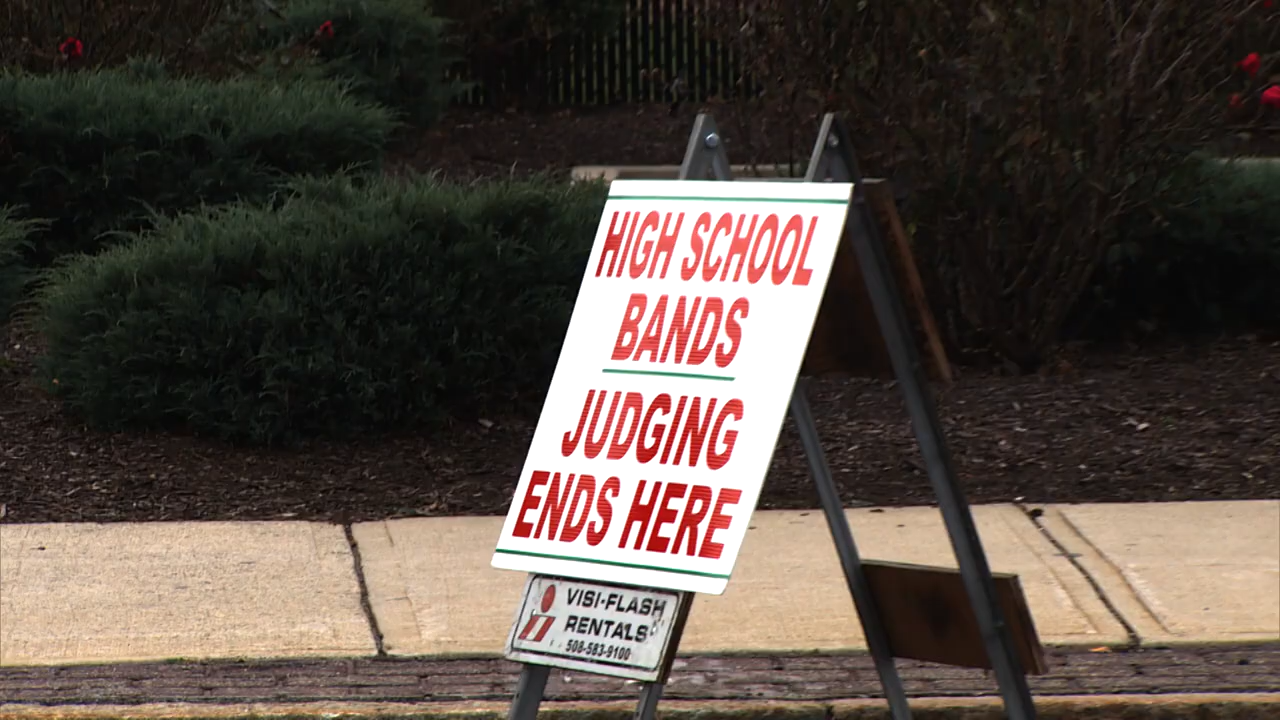 HIGH SCHOOL
BANDS
JUDGING
ENDS HERE
VISI-FLASH
RENTALS
508-583-9100